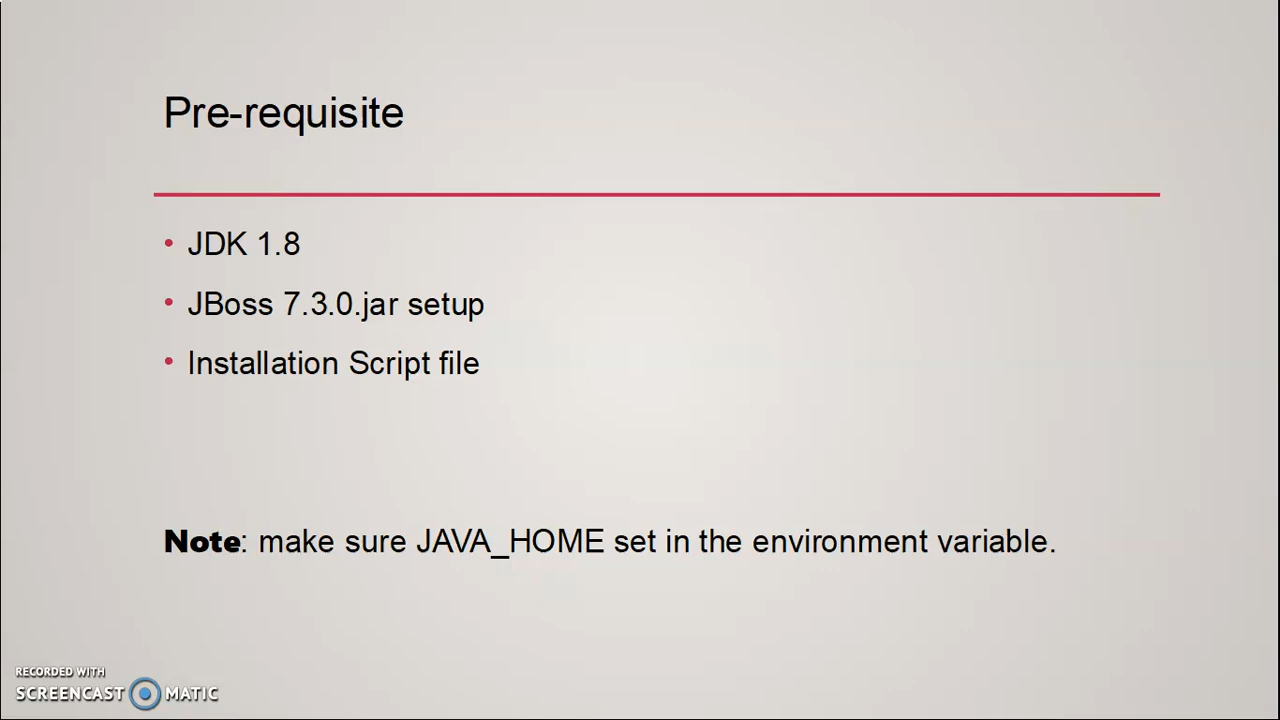 Pre-requisite
• JDK 1.8
• JBoss 7.3.0.jar setup
• Installation Script file
Note: make sure JAVA_HOME set in the environment variable.
RECORDED WITH
SCREENCAST MATIC